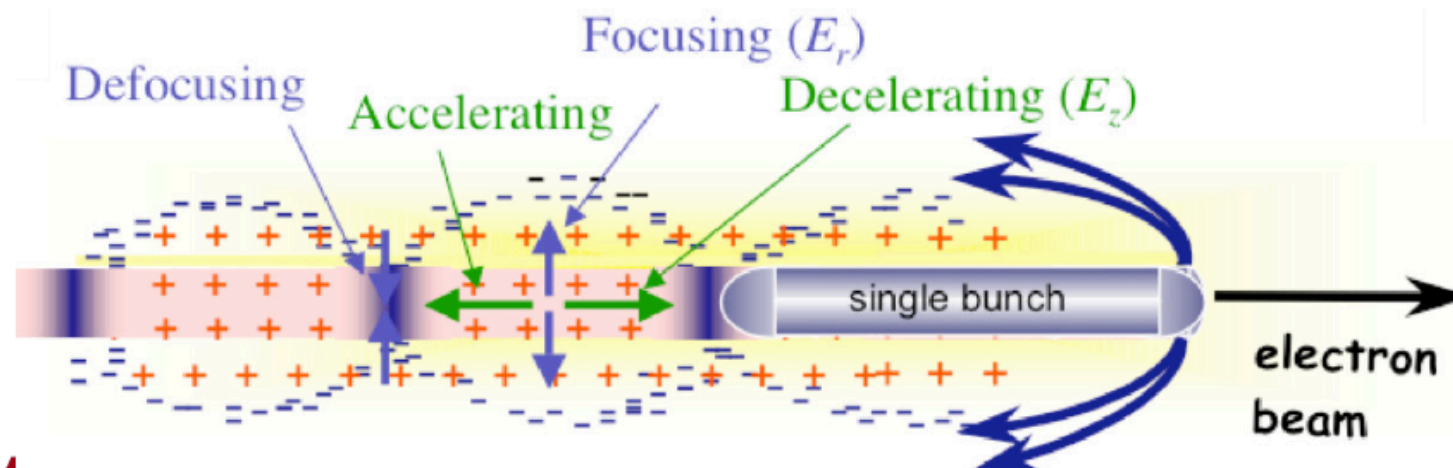 Focusing (E_r)
Defocusing
Accelerating
Decelerating (E_z)
single bunch
electron
beam